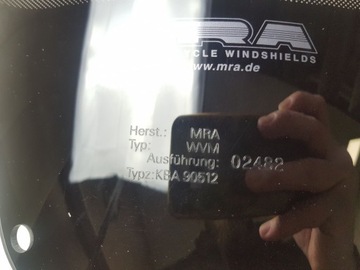 MRA
CYCLE WINDSHIELDS
www.mra.de
Herst.: MRA
Typ: WVM
Ausführung: 02482
Typz:KBA 90512